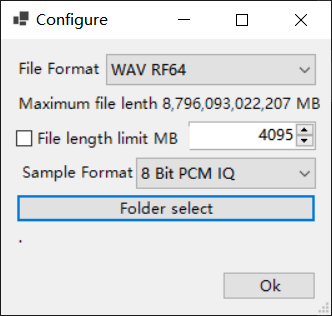 Configure
File Format WAV RF64
Maximum file lenth 8,796,093,022,207 MB
File length limit MB 4095
Sample Format 8 Bit PCM IQ
Folder select
.
Ok